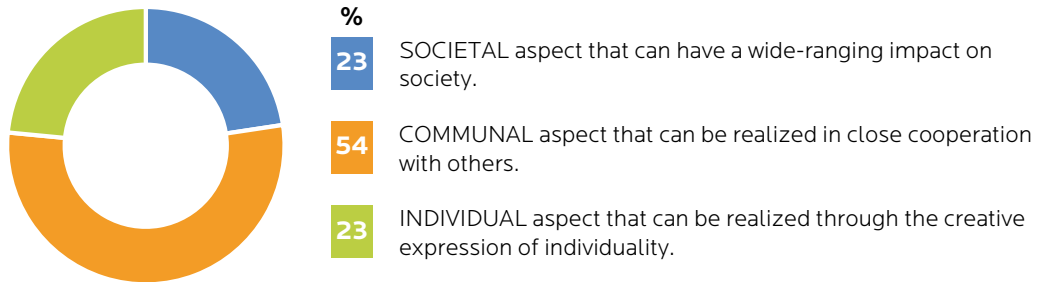 %
23
SOCIETAL aspect that can have a wide-ranging impact on
society.
54
COMMUNAL aspect that can be realized in close cooperation
with others.
23
INDIVIDUAL aspect that can be realized through the creative
expression of individuality.